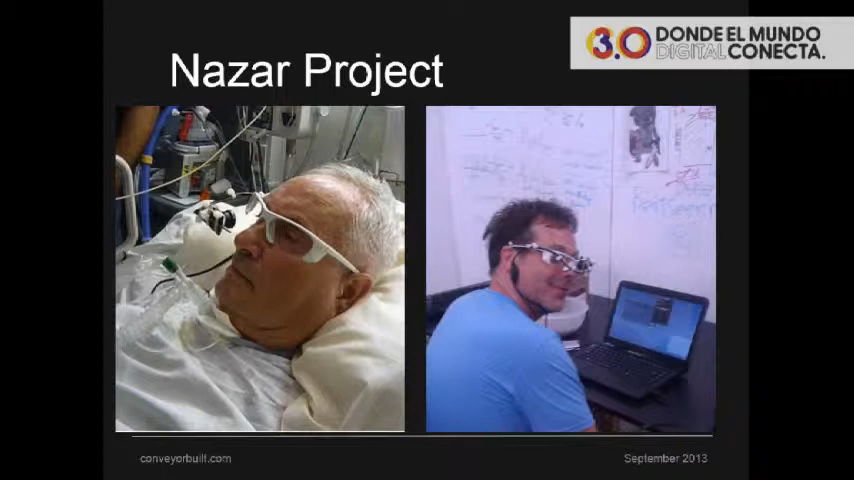 3.0 DONDE EL MUNDO
DIGITAL CONECTA.
Nazar Project
conveyorbuilt.com
September 2013